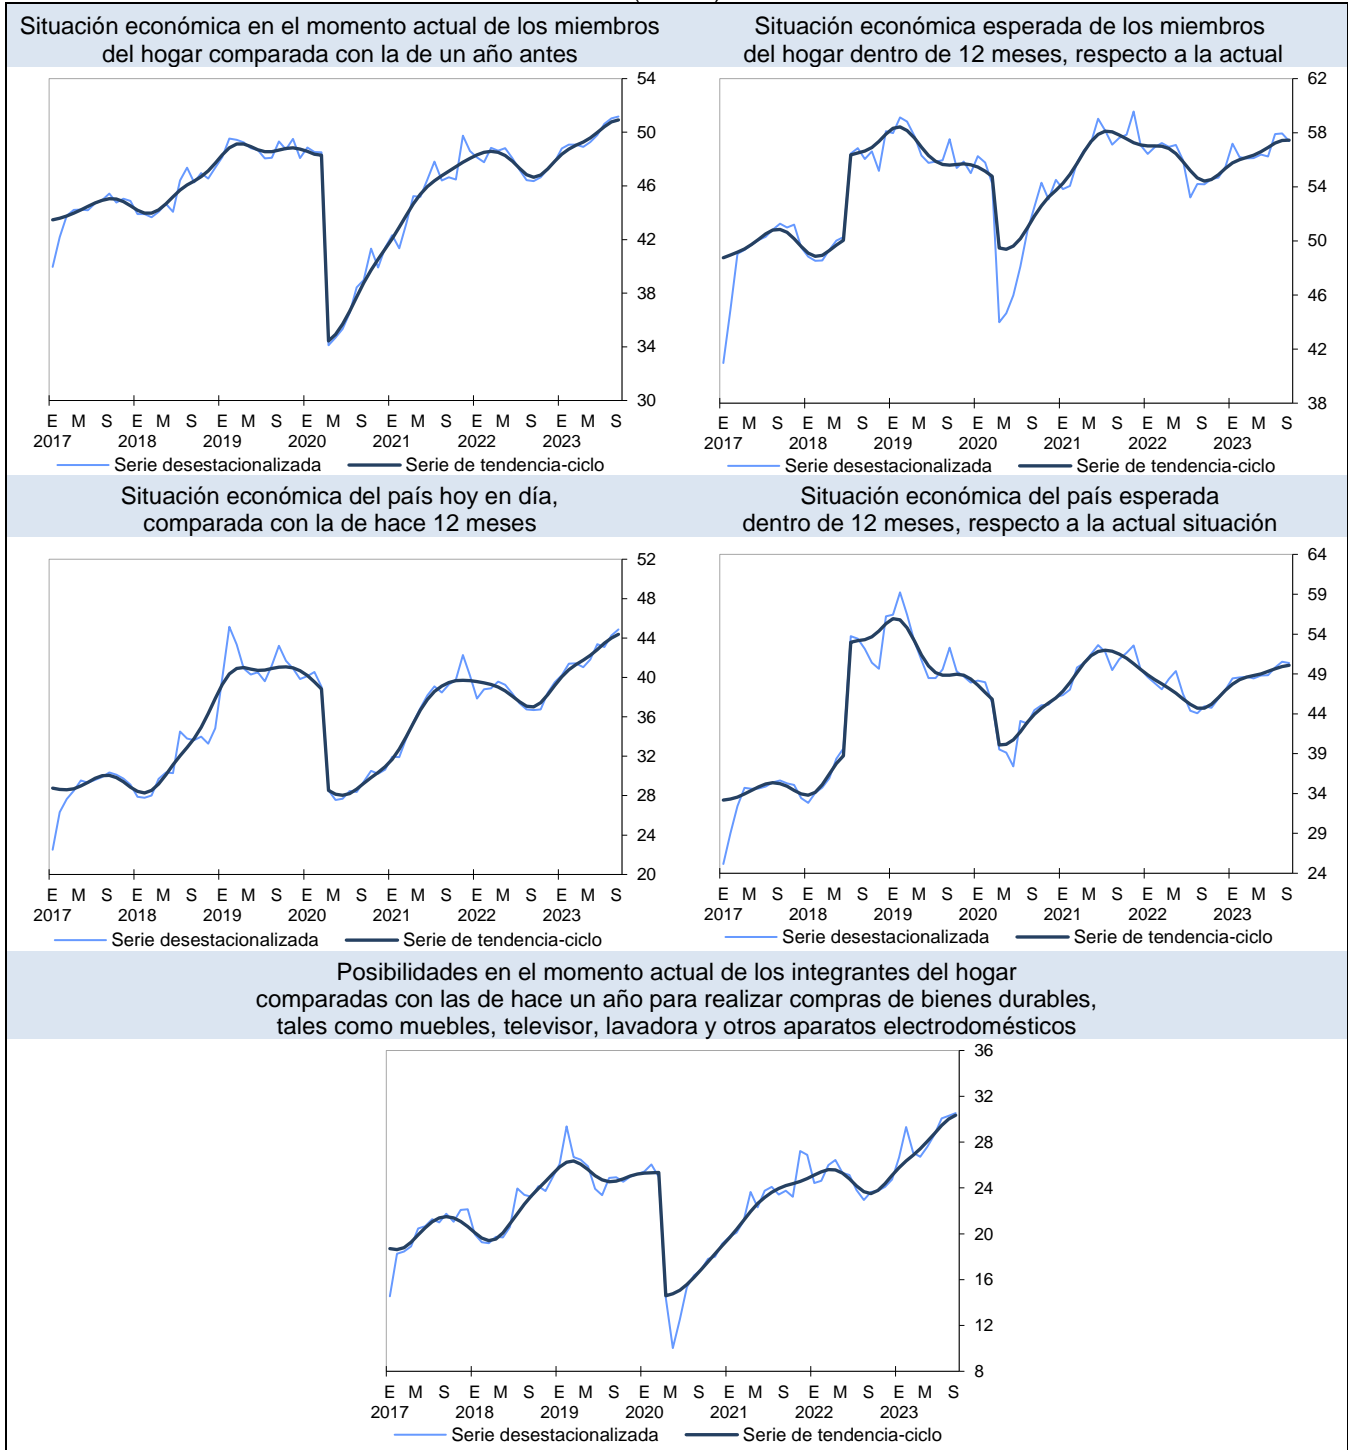 Situación económica en el momento actual de los miembros
del hogar comparada con la de un año antes
54
50
46
42
38
34
30
E M S E M S E M S E M S E M S E M S E M S
2017 2018 2019 2020 2021 2022 2023
Serie desestacionalizada Serie de tendencia-ciclo
Situación económica esperada de los miembros
del hogar dentro de 12 meses, respecto a la actual
62
58
54
50
46
42
38
E M S E M S E M S E M S E M S E M S E M S
2017 2018 2019 2020 2021 2022 2023
Serie desestacionalizada Serie de tendencia-ciclo
Situación económica del país hoy en día,
comparada con la de hace 12 meses
52
48
44
40
36
32
28
24
20
E M S E M S E M S E M S E M S E M S E M S
2017 2018 2019 2020 2021 2022 2023
Serie desestacionalizada Serie de tendencia-ciclo
Situación económica del país esperada
dentro de 12 meses, respecto a la actual situación
64
59
54
49
44
39
34
29
24
E M S E M S E M S E M S E M S E M S E M S
2017 2018 2019 2020 2021 2022 2023
Serie desestacionalizada Serie de tendencia-ciclo
Posibilidades en el momento actual de los integrantes del hogar
comparadas con las de hace un año para realizar compras de bienes durables,
tales como muebles, televisor, lavadora y otros aparatos electrodomésticos
36
32
28
24
20
16
12
8
E M S E M S E M S E M S E M S E M S E M S
2017 2018 2019 2020 2021 2022 2023
Serie desestacionalizada Serie de tendencia-ciclo